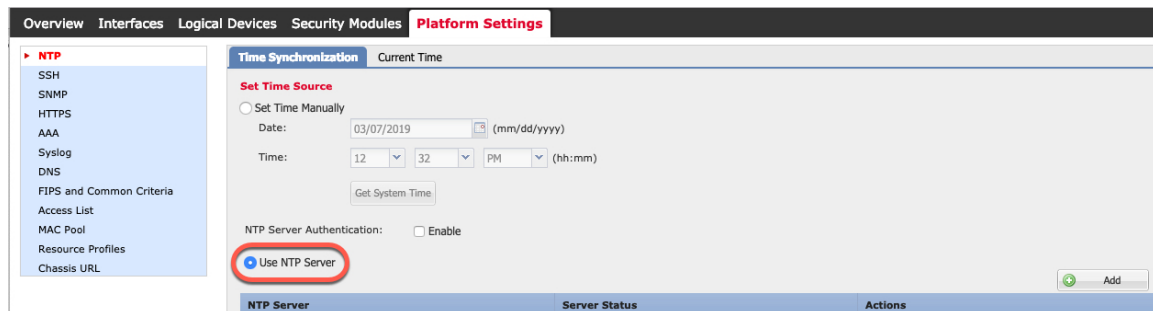 Overview Interfaces Logical Devices Security Modules Platform Settings
NTP
SSH
SNMP
HTTPS
AAA
Syslog
DNS
FIPS and Common Criteria
Access List
MAC Pool
Resource Profiles
Chassis URL
Time Synchronization Current Time
Set Time Source
Set Time Manually
Date: 03/07/2019 (mm/dd/yyyy)
Time: 12 32 PM (hh:mm)
Get System Time
NTP Server Authentication: Enable
Use NTP Server
Add
NTP Server Server Status Actions